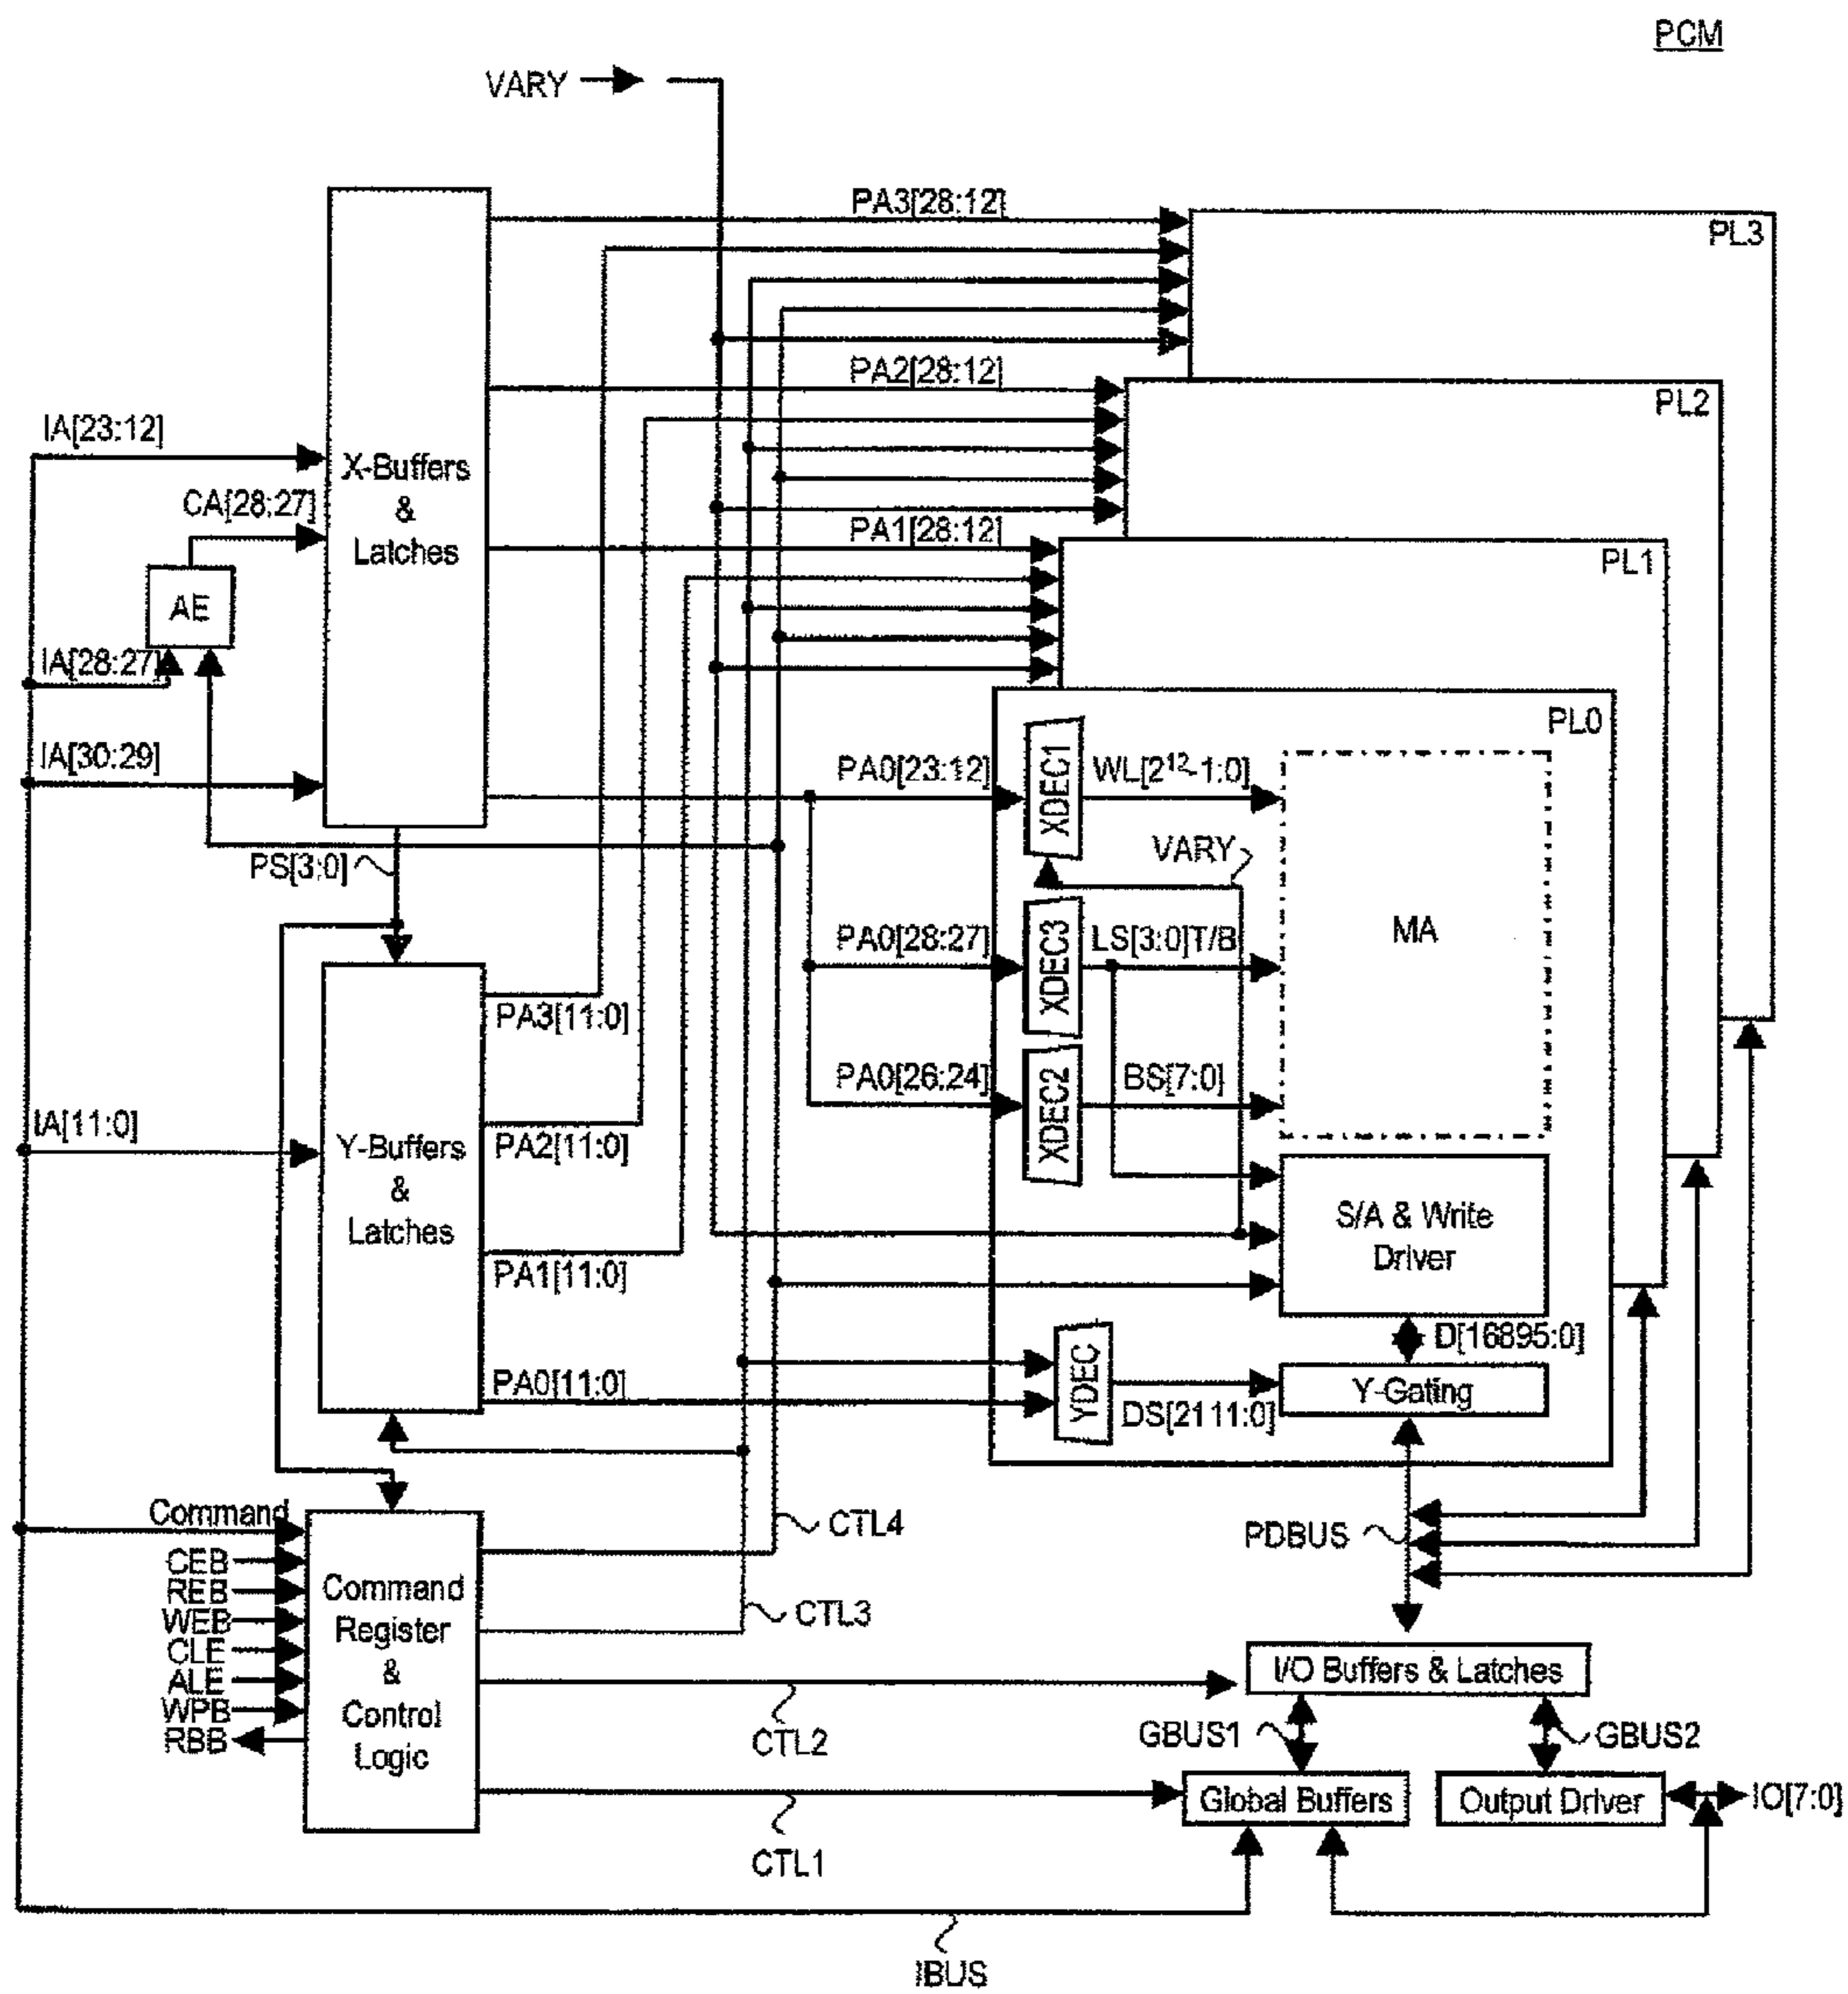 PCM
VARY
PA3[28:12]
PL3
PA2[28:12]
PL2
IA[23:12]
X-Buffers
&
Latches
CA[28:27]
PA1[28:12]
PL1
AE
IA[28:27]
PL0
IA[30:29]
PA0[23:12]
XDEC1
WL[2¹²-1:0]
PS[3:0]
VARY
MA
PA0[28:27]
XDEC3
LS[3:0]T/B
PA3[11:0]
PA0[26:24]
XDEC2
BS[7:0]
IA[11:0]
Y-Buffers
&
Latches
PA2[11:0]
S/A & Write
Driver
PA1[11:0]
D[16895:0]
PA0[11:0]
YDEC
DS[2111:0]
Y-Gating
Command
CEB
REB
WEB
CLE
ALE
WPB
RBB
Command
Register
&
Control
Logic
CTL4
CTL3
PDBUS
I/O Buffers & Latches
CTL2
GBUS1
GBUS2
Global Buffers
Output Driver
IO[7:0]
CTL1
IBUS